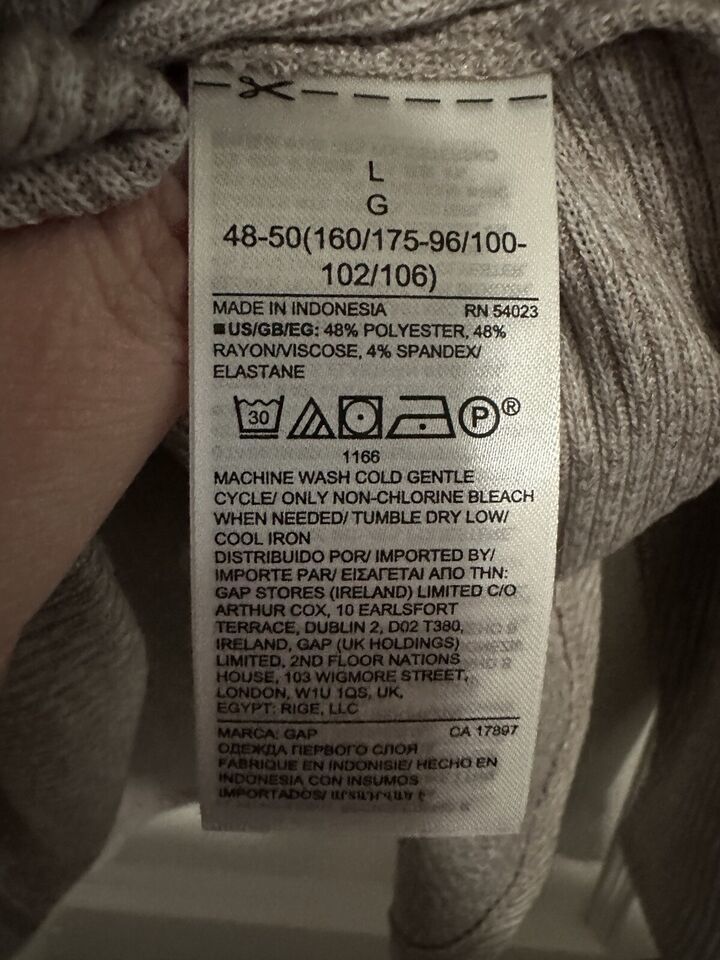 L
G
48-50(160/175-96/100-
102/106)
MADE IN INDONESIA RN 54023
US/GB/EG: 48% POLYESTER, 48%
RAYON/VISCOSE, 4% SPANDEX/
ELASTANE
30 P®
1166
MACHINE WASH COLD GENTLE
CYCLE/ ONLY NON-CHLORINE BLEACH
WHEN NEEDED/ TUMBLE DRY LOW/
COOL IRON
DISTRIBUIDO POR/ IMPORTED BY/
IMPORTE PAR/ ΕΙΣΑΓΕΤΑΙ ΑΠΟ ΤΗΝ:
GAP STORES (IRELAND) LIMITED C/O
ARTHUR COX, 10 EARLSFORT
TERRACE, DUBLIN 2, D02 T380,
IRELAND, GAP (UK HOLDINGS)
LIMITED, 2ND FLOOR NATIONS
HOUSE, 103 WIGMORE STREET,
LONDON, W1U 1QS, UK,
EGYPT: RIGE, LLC
MARCA: GAP CA 17897
ОДЕЖДА ПЕРВОГО СЛОЯ
FABRIQUE EN INDONISIE/ HECHO EN
INDONESIA CON INSUMOS
IMPORTADOS/